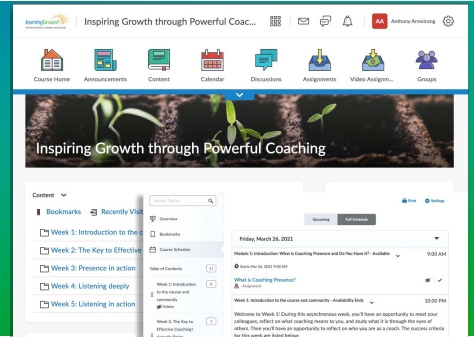 learningforward
Inspiring Growth through Powerful Coac...
AA
Anthony Armstrong
Course Home
Announcements
Content
Calendar
Discussions
Assignments
Video Assignm...
Groups
Inspiring Growth through Powerful Coaching
Content
Bookmarks
Recently Visit
Week 1: Introduction to the c
Week 2: The Key to Effective
Week 3: Presence in action
Week 4: Listening deeply
Week 5: Listening in action
Search Topics
Overview
Bookmarks
Course Schedule
Table of Contents
Week 1: Introduction
to the course and
community
Hidden
Week 2: The Key to
Effective Coaching?
Print
Settings
Upcoming
Full Schedule
Friday, March 26, 2021
Module 1: Introduction: What is Coaching Presence and Do You Have It? - Available
9:00 AM
Starts Mar 26, 2021 9:00 AM
What is Coaching Presence?
Assignment
Week 1: Introduction to the course and community - Availability Ends
10:00 PM
Welcome to Week 1! During this asynchronous week, you'll have an opportunity to meet your
colleagues, reflect on what coaching means to you, and study what it is through the eyes of
others. Then you'll have an opportunity to reflect on who you are as a coach. The success criteria
for this week are listed below: